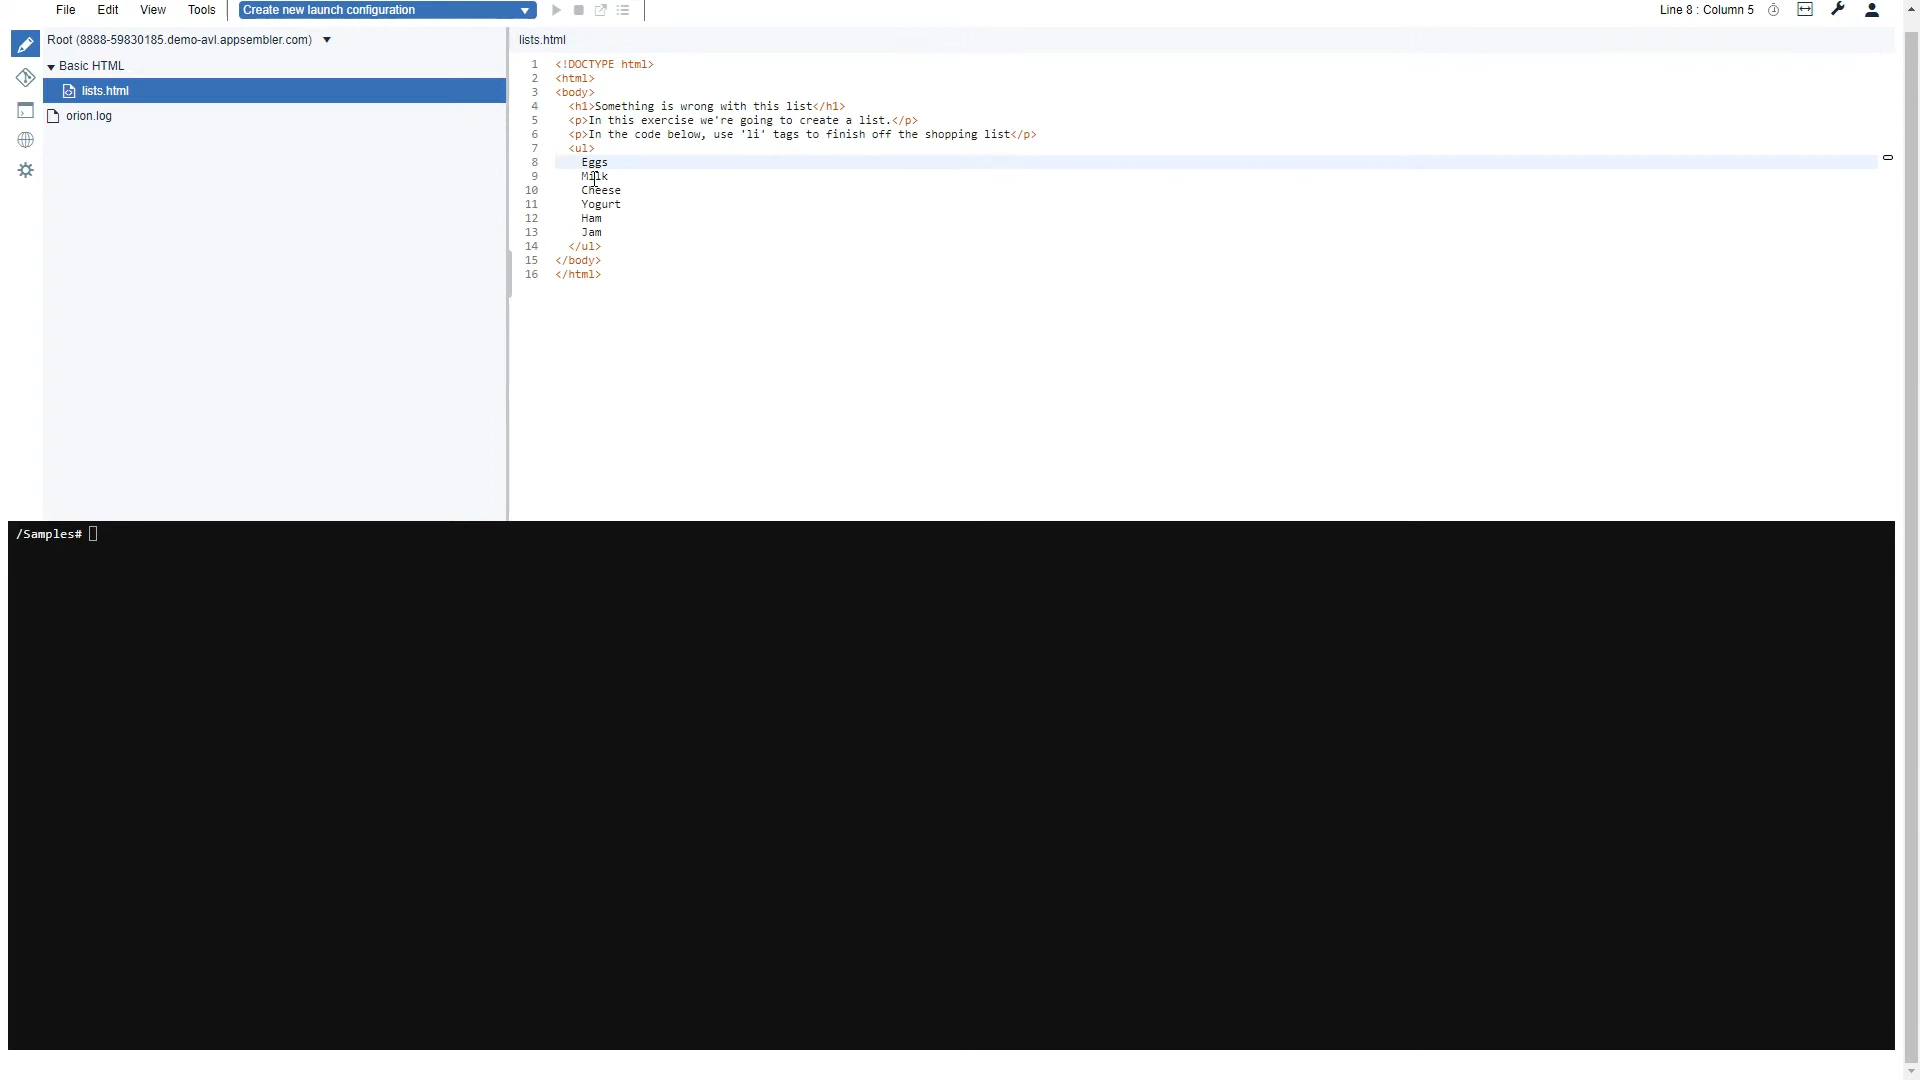 File Edit View Tools Create new launch configuration Line 8 : Column 5
Root (8888-59830185.demo-avl.appsembler.com)
Basic HTML
lists.html
orion.log
lists.html
1 <!DOCTYPE html>
2 <html>
3 <body>
4 <h1>Something is wrong with this list</h1>
5 <p>In this exercise we're going to create a list.</p>
6 <p>In the code below, use 'li' tags to finish off the shopping list</p>
7 <ul>
8 Eggs
9 Milk
10 Cheese
11 Yogurt
12 Ham
13 Jam
14 </ul>
15 </body>
16 </html>
/Samples#